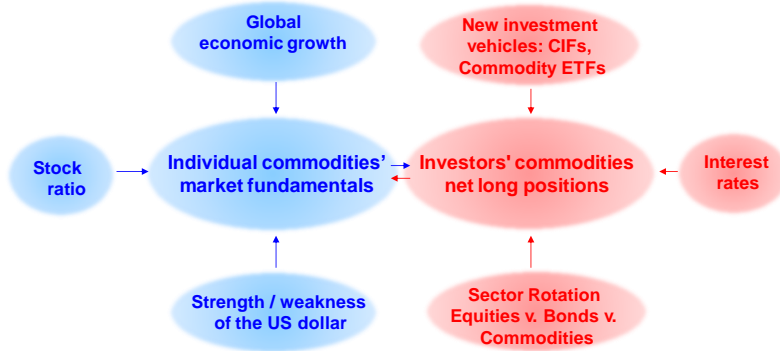 Global
economic growth
New investment
vehicles: CIFs,
Commodity ETFs
Stock
ratio
Individual commodities'
market fundamentals
Investors' commodities
net long positions
Interest
rates
Strength / weakness
of the US dollar
Sector Rotation
Equities v. Bonds v.
Commodities